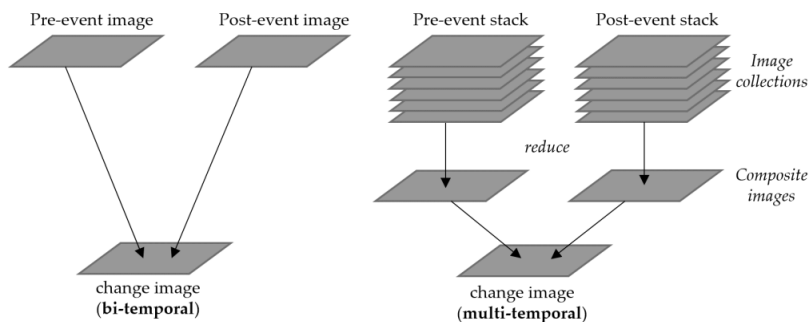 Pre-event image
Post-event image
change image
(bi-temporal)
Pre-event stack
Post-event stack
Image
collections
reduce
Composite
images
change image
(multi-temporal)